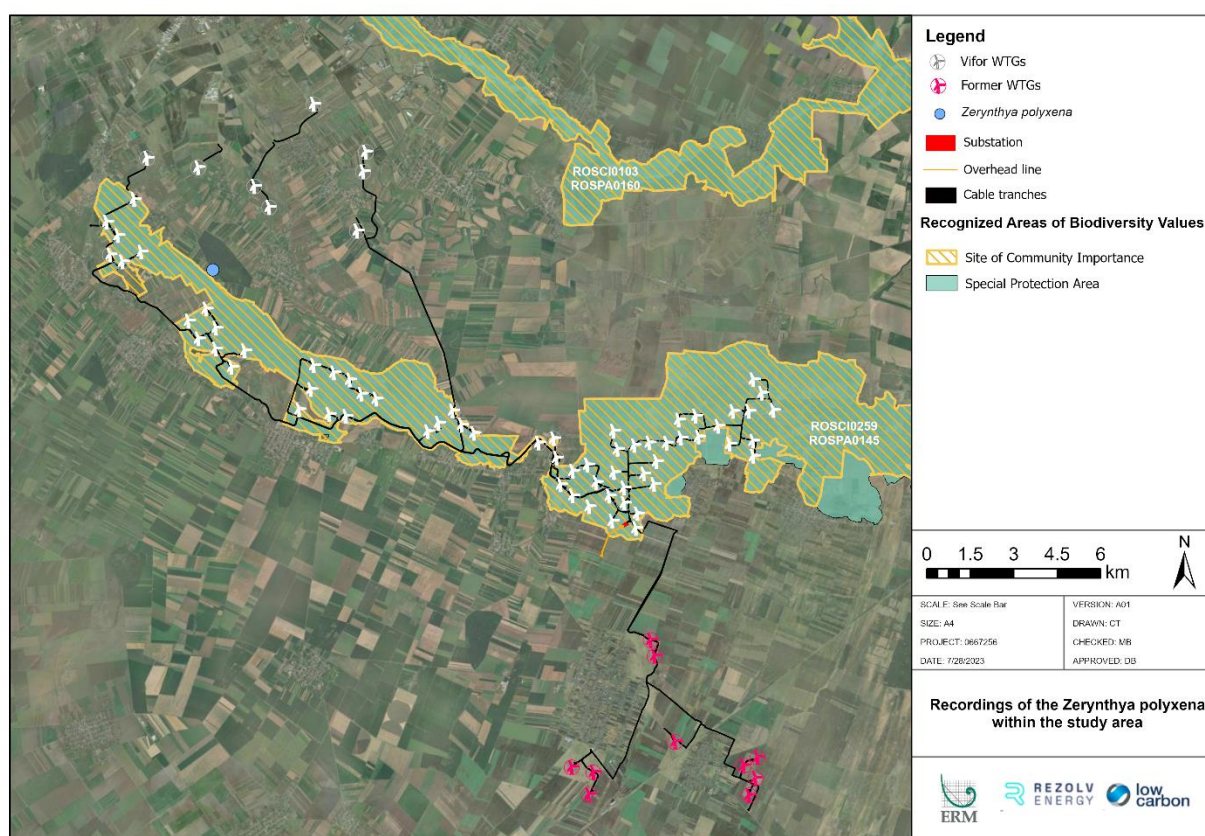 ROSCI0103
ROSPA0160
ROSCI0259
ROSPA0145
Legend
Vifor WTGs
Former WTGs
Zerynthya polyxena
Substation
Overhead line
Cable tranches
Recognized Areas of Biodiversity Values
Site of Community Importance
Special Protection Area
0 1.5 3 4.5 6
km
N
SCALE: See Scale Bar
VERSION: A01
SIZE: A4
DRAWN: CT
PROJECT: 0667256
CHECKED: MB
DATE: 7/28/2023
APPROVED: DB
Recordings of the Zerynthya polyxena
within the study area
ERM
REZOLV
ENERGY
low
carbon